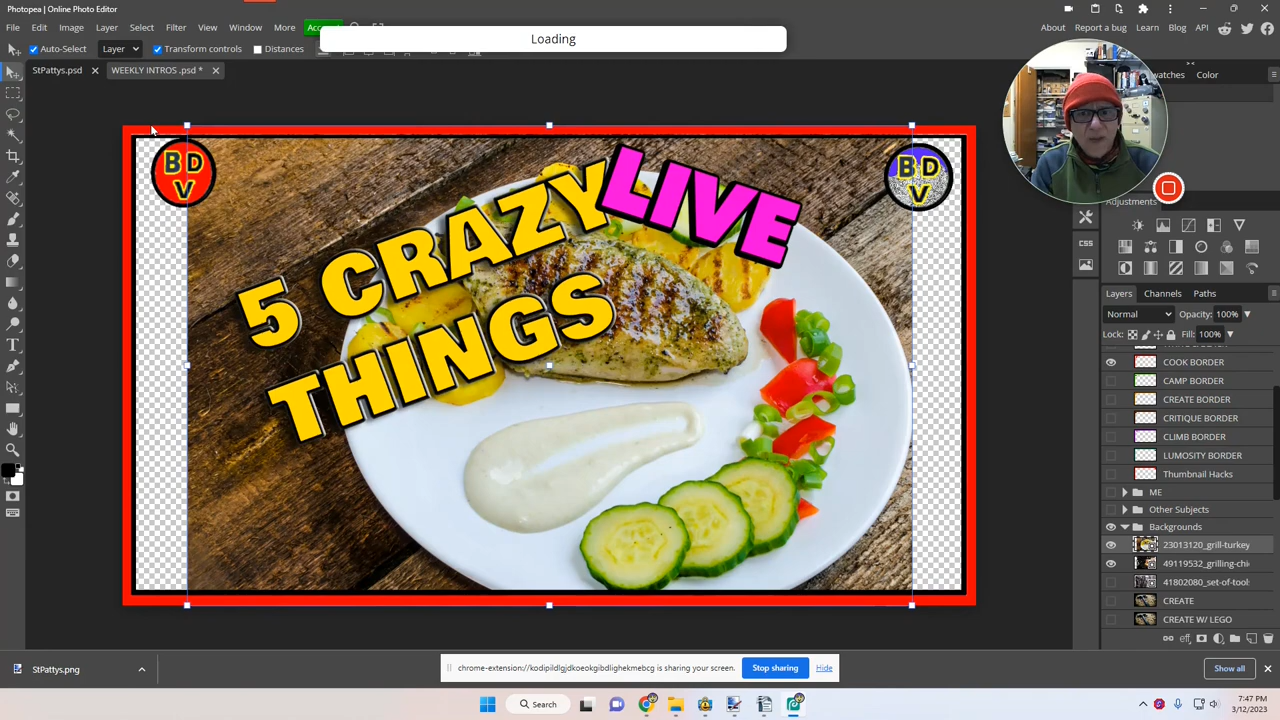 Photopea | Online Photo Editor
File Edit Image Layer Select Filter View Window More
About Report a bug Learn Blog API
Loading
Auto-Select Layer Transform controls Distances
StPattys.psd
WEEKLY INTROS .psd *
Color
B D
V
B D
V
5 CRAZY
LIVE
THINGS
Adjustments
CSS
Layers Channels Paths
Normal Opacity: 100%
Lock: Fill: 100%
COOK BORDER
CAMP BORDER
CREATE BORDER
CRITIQUE BORDER
CLIMB BORDER
LUMOSITY BORDER
Thumbnail Hacks
ME
Other Subjects
Backgrounds
23013120_grill-turkey
49119532_grilling-chi
41802080_set-of-tool
CREATE
CREATE W/ LEGO
StPattys.png
chrome-extension://kodipildlgjdkoeokgibdlighekmebcg is sharing your screen.
Stop sharing
Hide
Show all
Search
:47 PM
3/12/2023